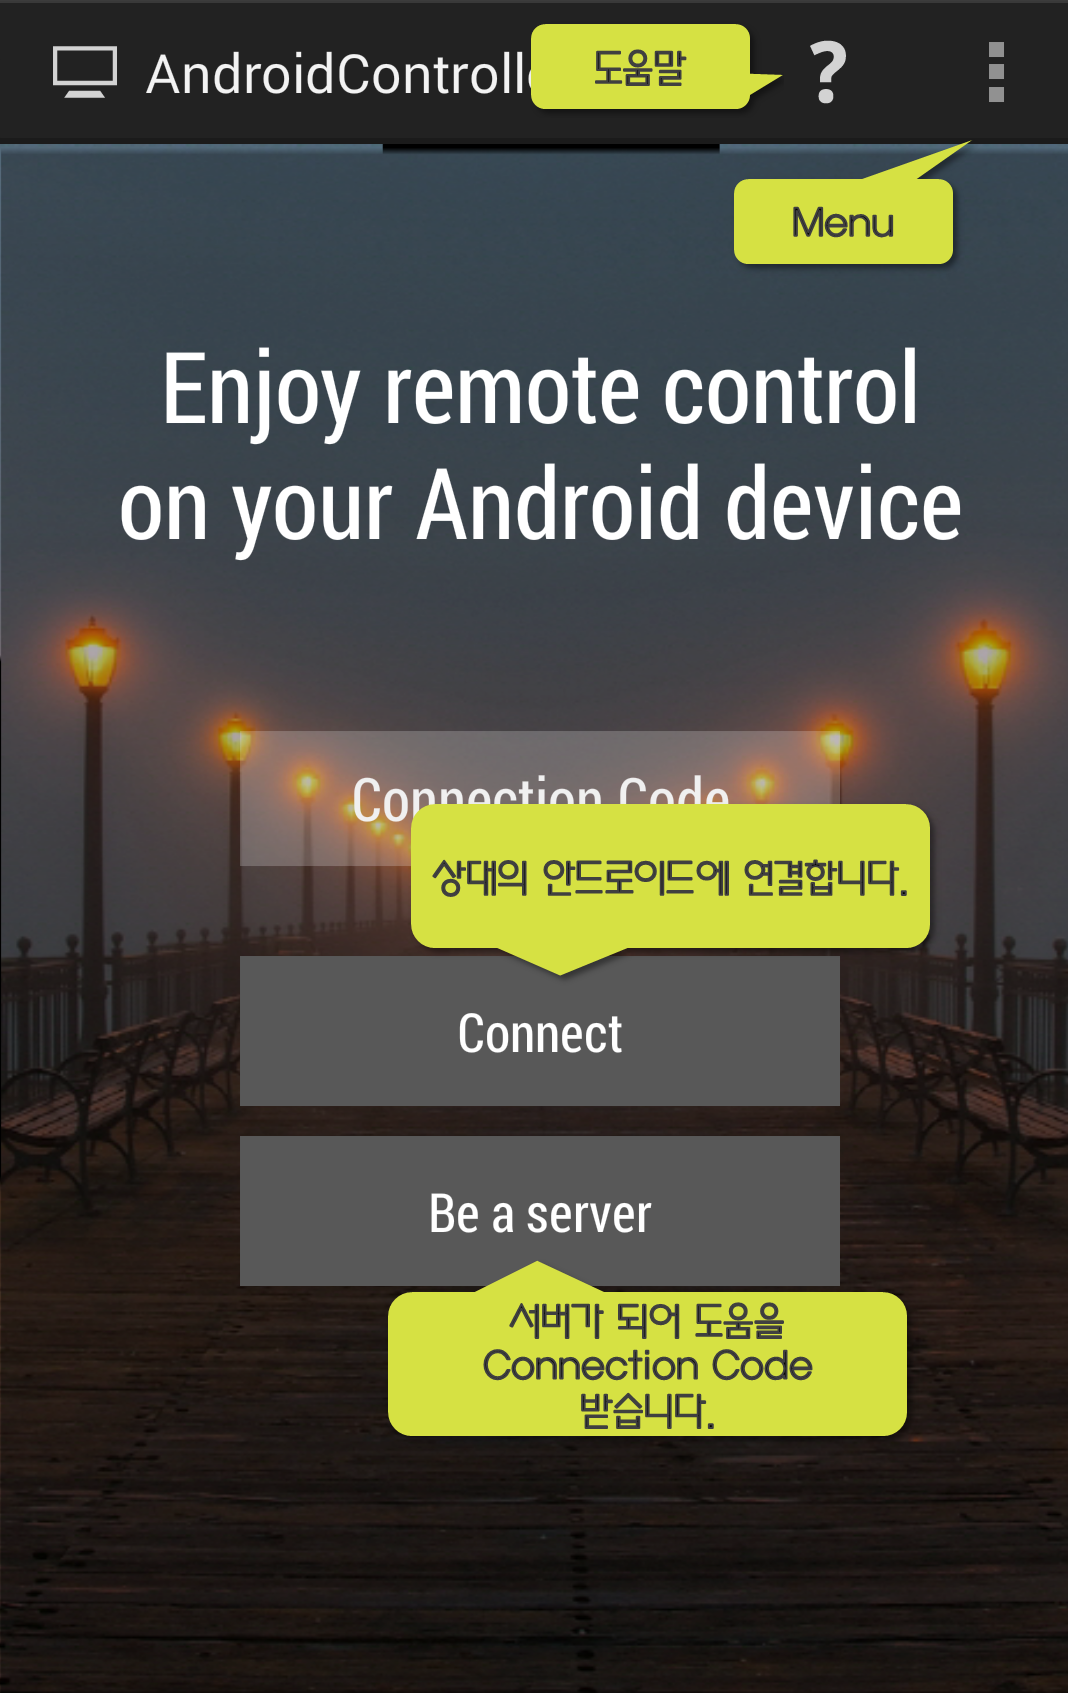 AndroidControlle
도움말
?
Menu
Enjoy remote control
on your Android device
Connection Code
상대의 안드로이드에 연결합니다.
Connect
Be a server
서버가 되어 도움을
Connection Code
받습니다.